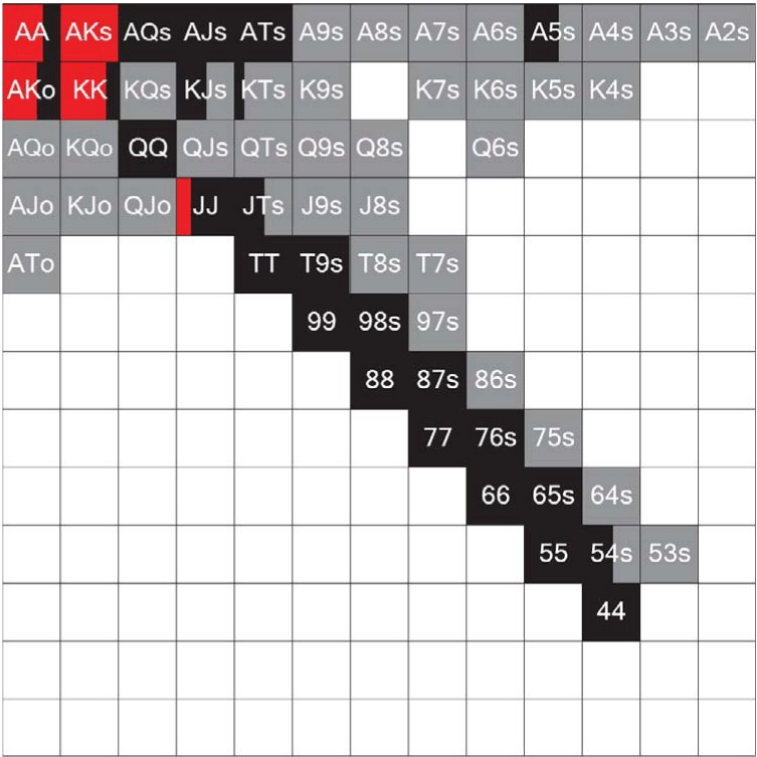 AA AKs AQs AJs ATs A9s A8s A7s A6s A5s A4s A3s A2s
AKo KK KQs KJs KTs K9s K7s K6s K5s K4s
AQo KQo QQ QJs QTs Q9s Q8s Q6s
AJo KJo QJo JJ JTs J9s J8s
ATo TT T9s T8s T7s
99 98s 97s
88 87s 86s
77 76s 75s
66 65s 64s
55 54s 53s
44